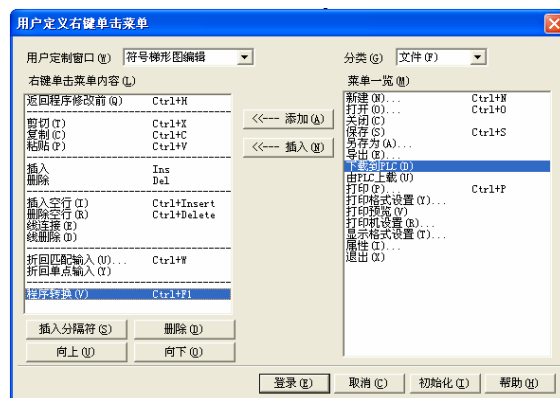 用户定义右键单击菜单
用户定制窗口(W) 符号梯形图编辑
右键单击菜单内容(L)
返回程序修改前(Q) Ctrl+H
剪切(T) Ctrl+X
复制(C) Ctrl+C
粘贴(P) Ctrl+V
插入 Ins
删除 Del
插入空行(I) Ctrl+Insert
删除空行(R) Ctrl+Delete
线连接(E)
线删除(D)
折回匹配输入(U)... Ctrl+W
折回单点输入(Y)
程序转换(V) Ctrl+F1
插入分隔符(S) 删除(D)
向上(U) 向下(O)
<<--- 添加(A)
<<--- 插入(N)
分类(G) 文件(F)
菜单一览(M)
新建(N)... Ctrl+N
打开(O)... Ctrl+O
关闭(C)
保存(S) Ctrl+S
另存为(A)...
导出(E)...
下载到PLC(D)
由PLC上载(U)
打印(P)... Ctrl+P
打印格式设置(Y)...
打印预览(V)
打印机设置(R)...
显示格式设置(T)...
属性(I)...
退出(X)
登录(E) 取消(C) 初始化(I) 帮助(H)